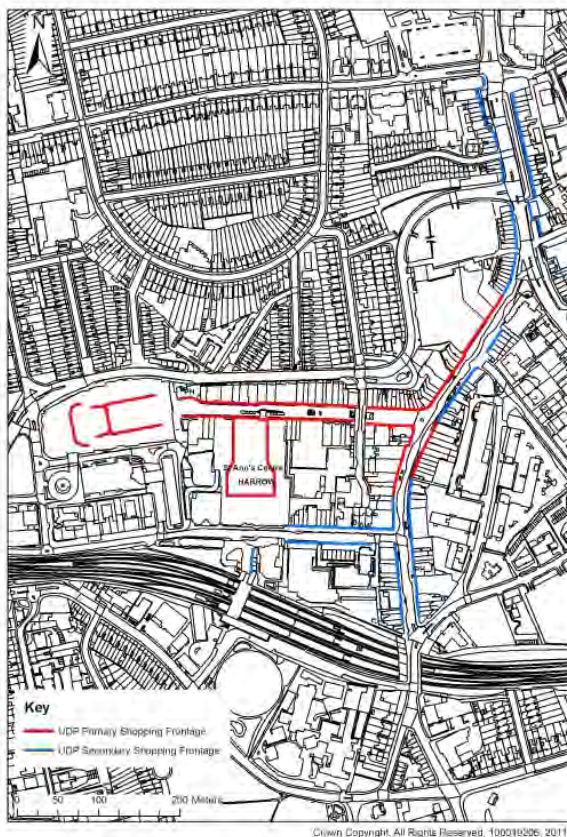 N
St Ann's Centre
HARROW
Key
UDP Primary Shopping Frontage
UDP Secondary Shopping Frontage
0 50 100 200 Meters
Crown Copyright. All Rights Reserved. 100019206, 2011